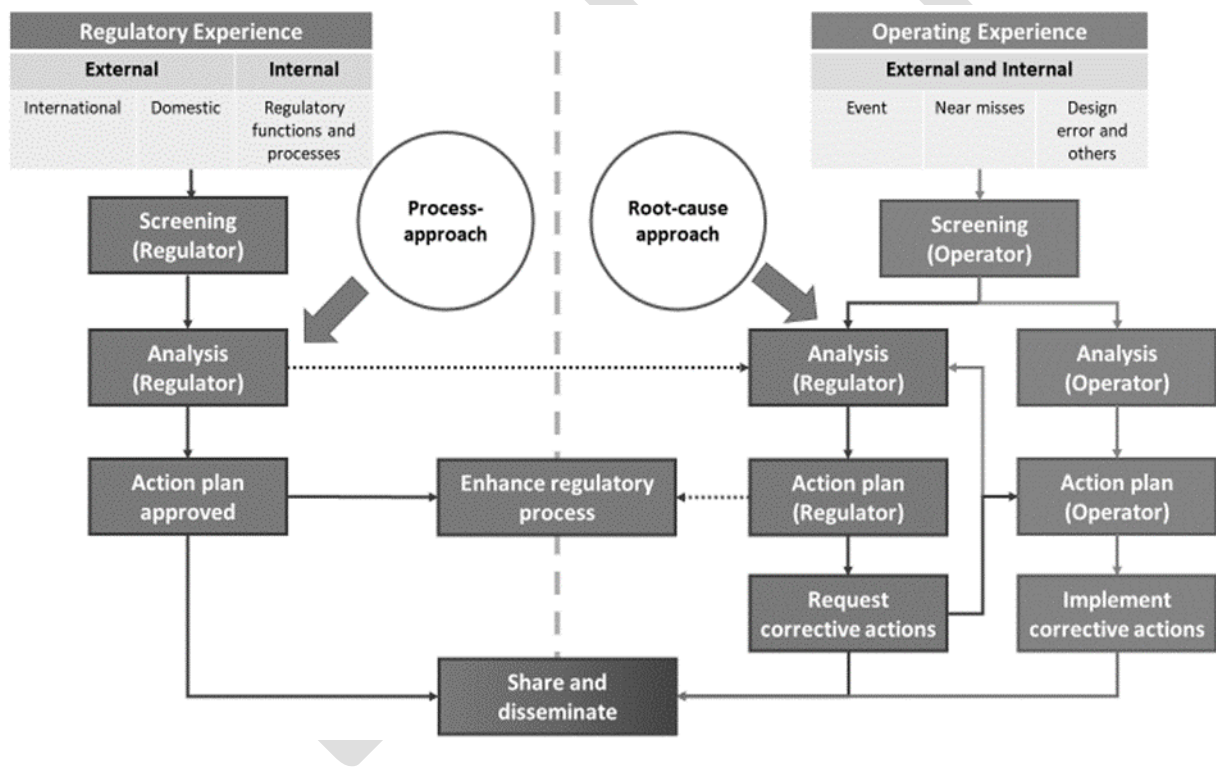 Regulatory Experience
External
Internal
International
Domestic
Regulatory
functions and
processes
Operating Experience
External and Internal
Event
Near misses
Design
error and
others
Process-
approach
Root-cause
approach
Screening
(Regulator)
Screening
(Operator)
Analysis
(Regulator)
Analysis
(Regulator)
Analysis
(Operator)
Action plan
approved
Enhance regulatory
process
Action plan
(Regulator)
Action plan
(Operator)
Request
corrective actions
Implement
corrective actions
Share and
disseminate